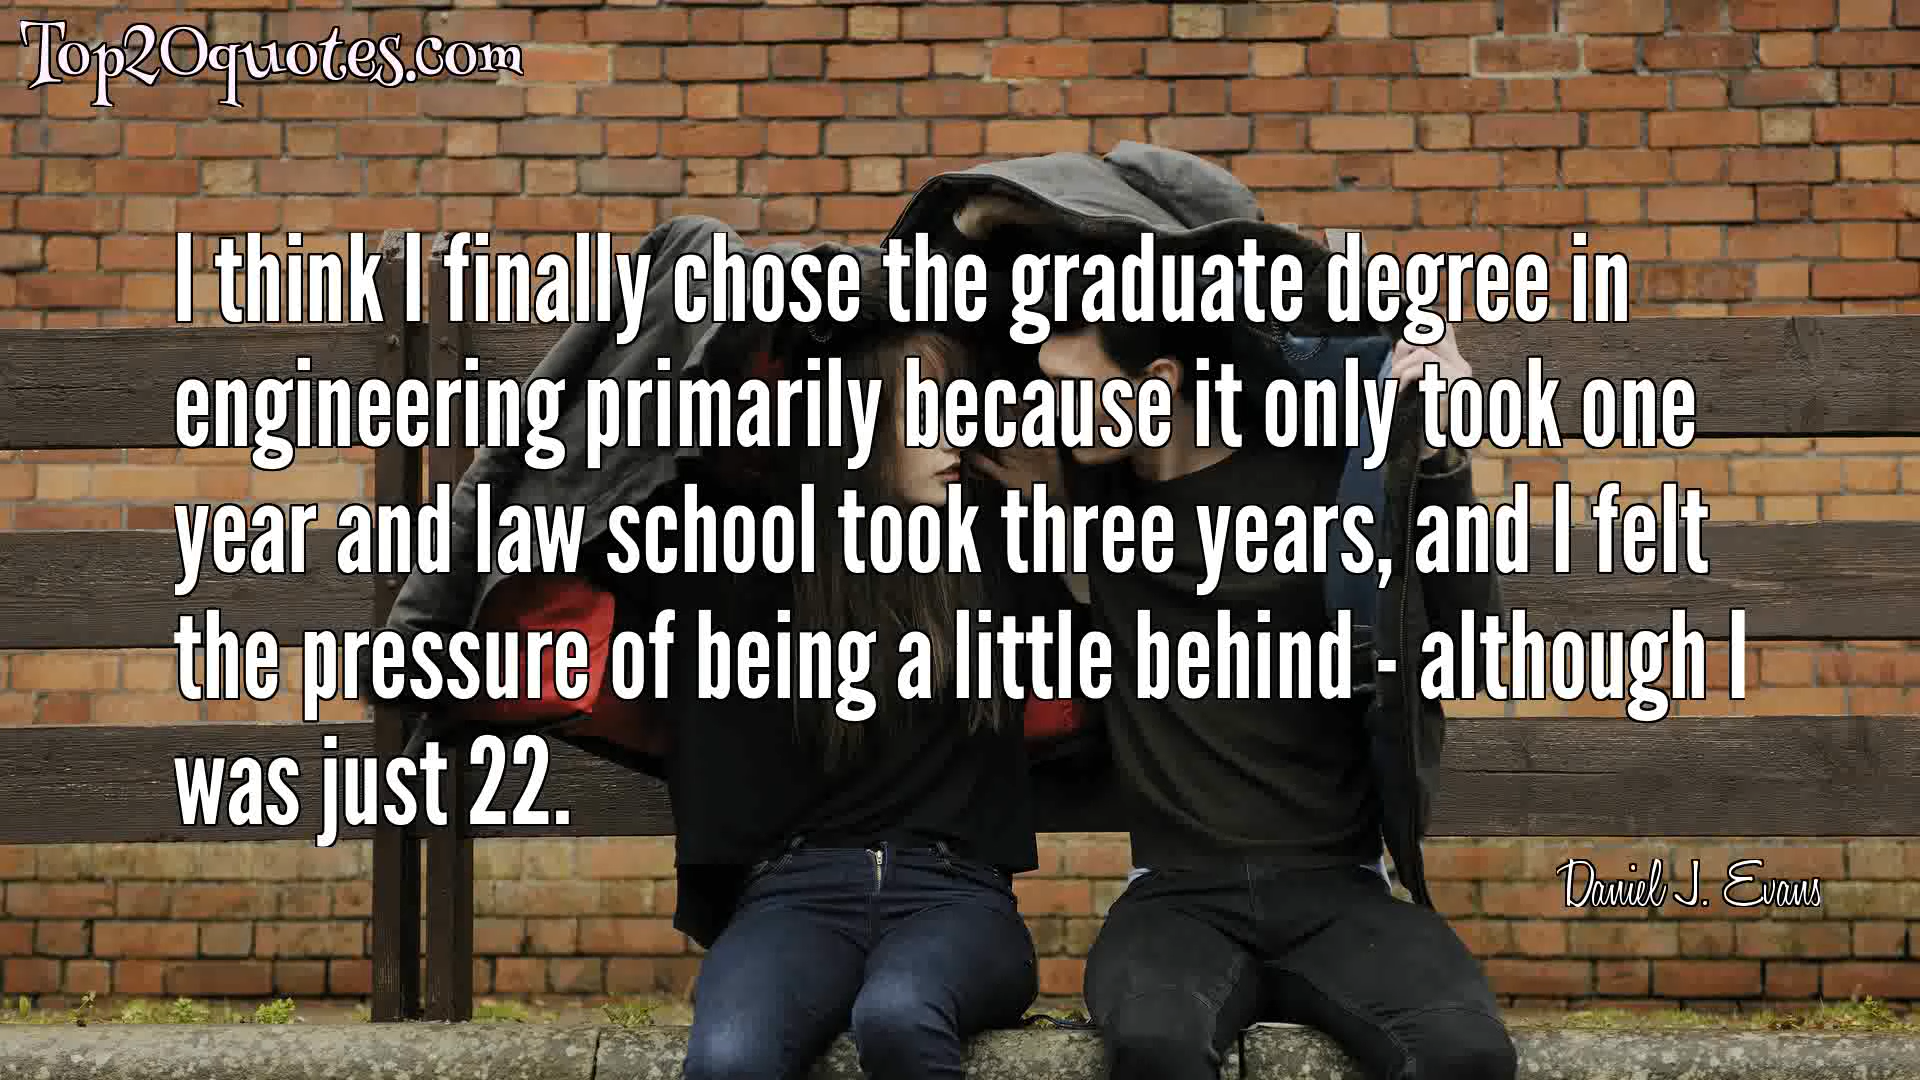 Top20quotes.com
I think I finally chose the graduate degree in
engineering primarily because it only took one
year and law school took three years, and I felt
the pressure of being a little behind - although I
was just 22.
Daniel J. Evans